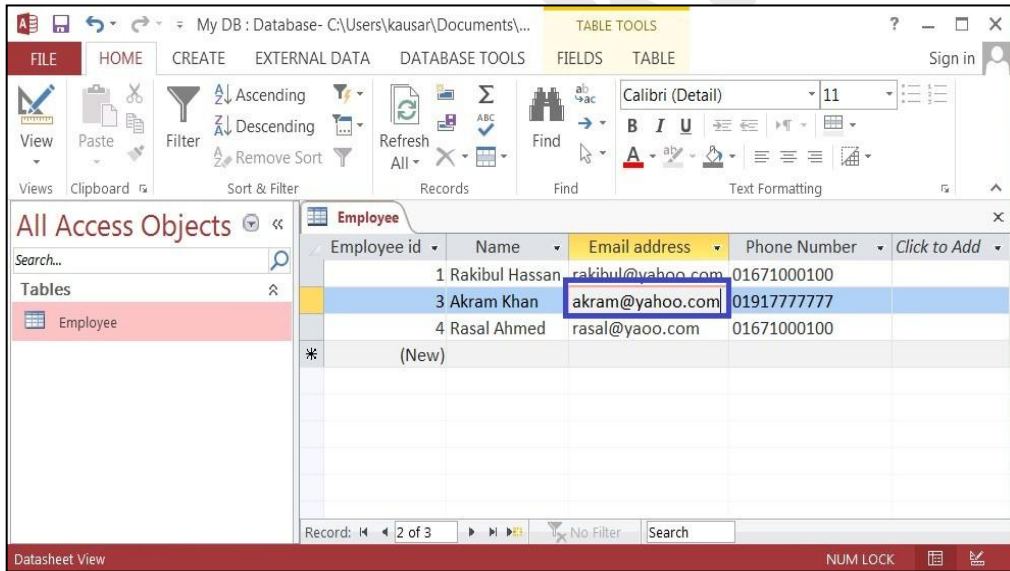 My DB : Database- C:\Users\kausar\Documents\... TABLE TOOLS ?
FILE HOME CREATE EXTERNAL DATA DATABASE TOOLS FIELDS TABLE Sign in
View
Paste
Filter
Ascending
Descending
Remove Sort
Refresh All
ABC
Find
ab
ac
Calibri (Detail) 11
B I U
A ab
Views Clipboard Sort & Filter Records Find Text Formatting
All Access Objects
Search...
Tables
Employee
Employee
Employee id Name Email address Phone Number Click to Add
1 Rakibul Hassan rakibul@yahoo.com 01671000100
3 Akram Khan akram@yahoo.com 01917777777
4 Rasal Ahmed rasal@yaoo.com 01671000100
(New)
Record: 2 of 3 No Filter Search
Datasheet View NUM LOCK